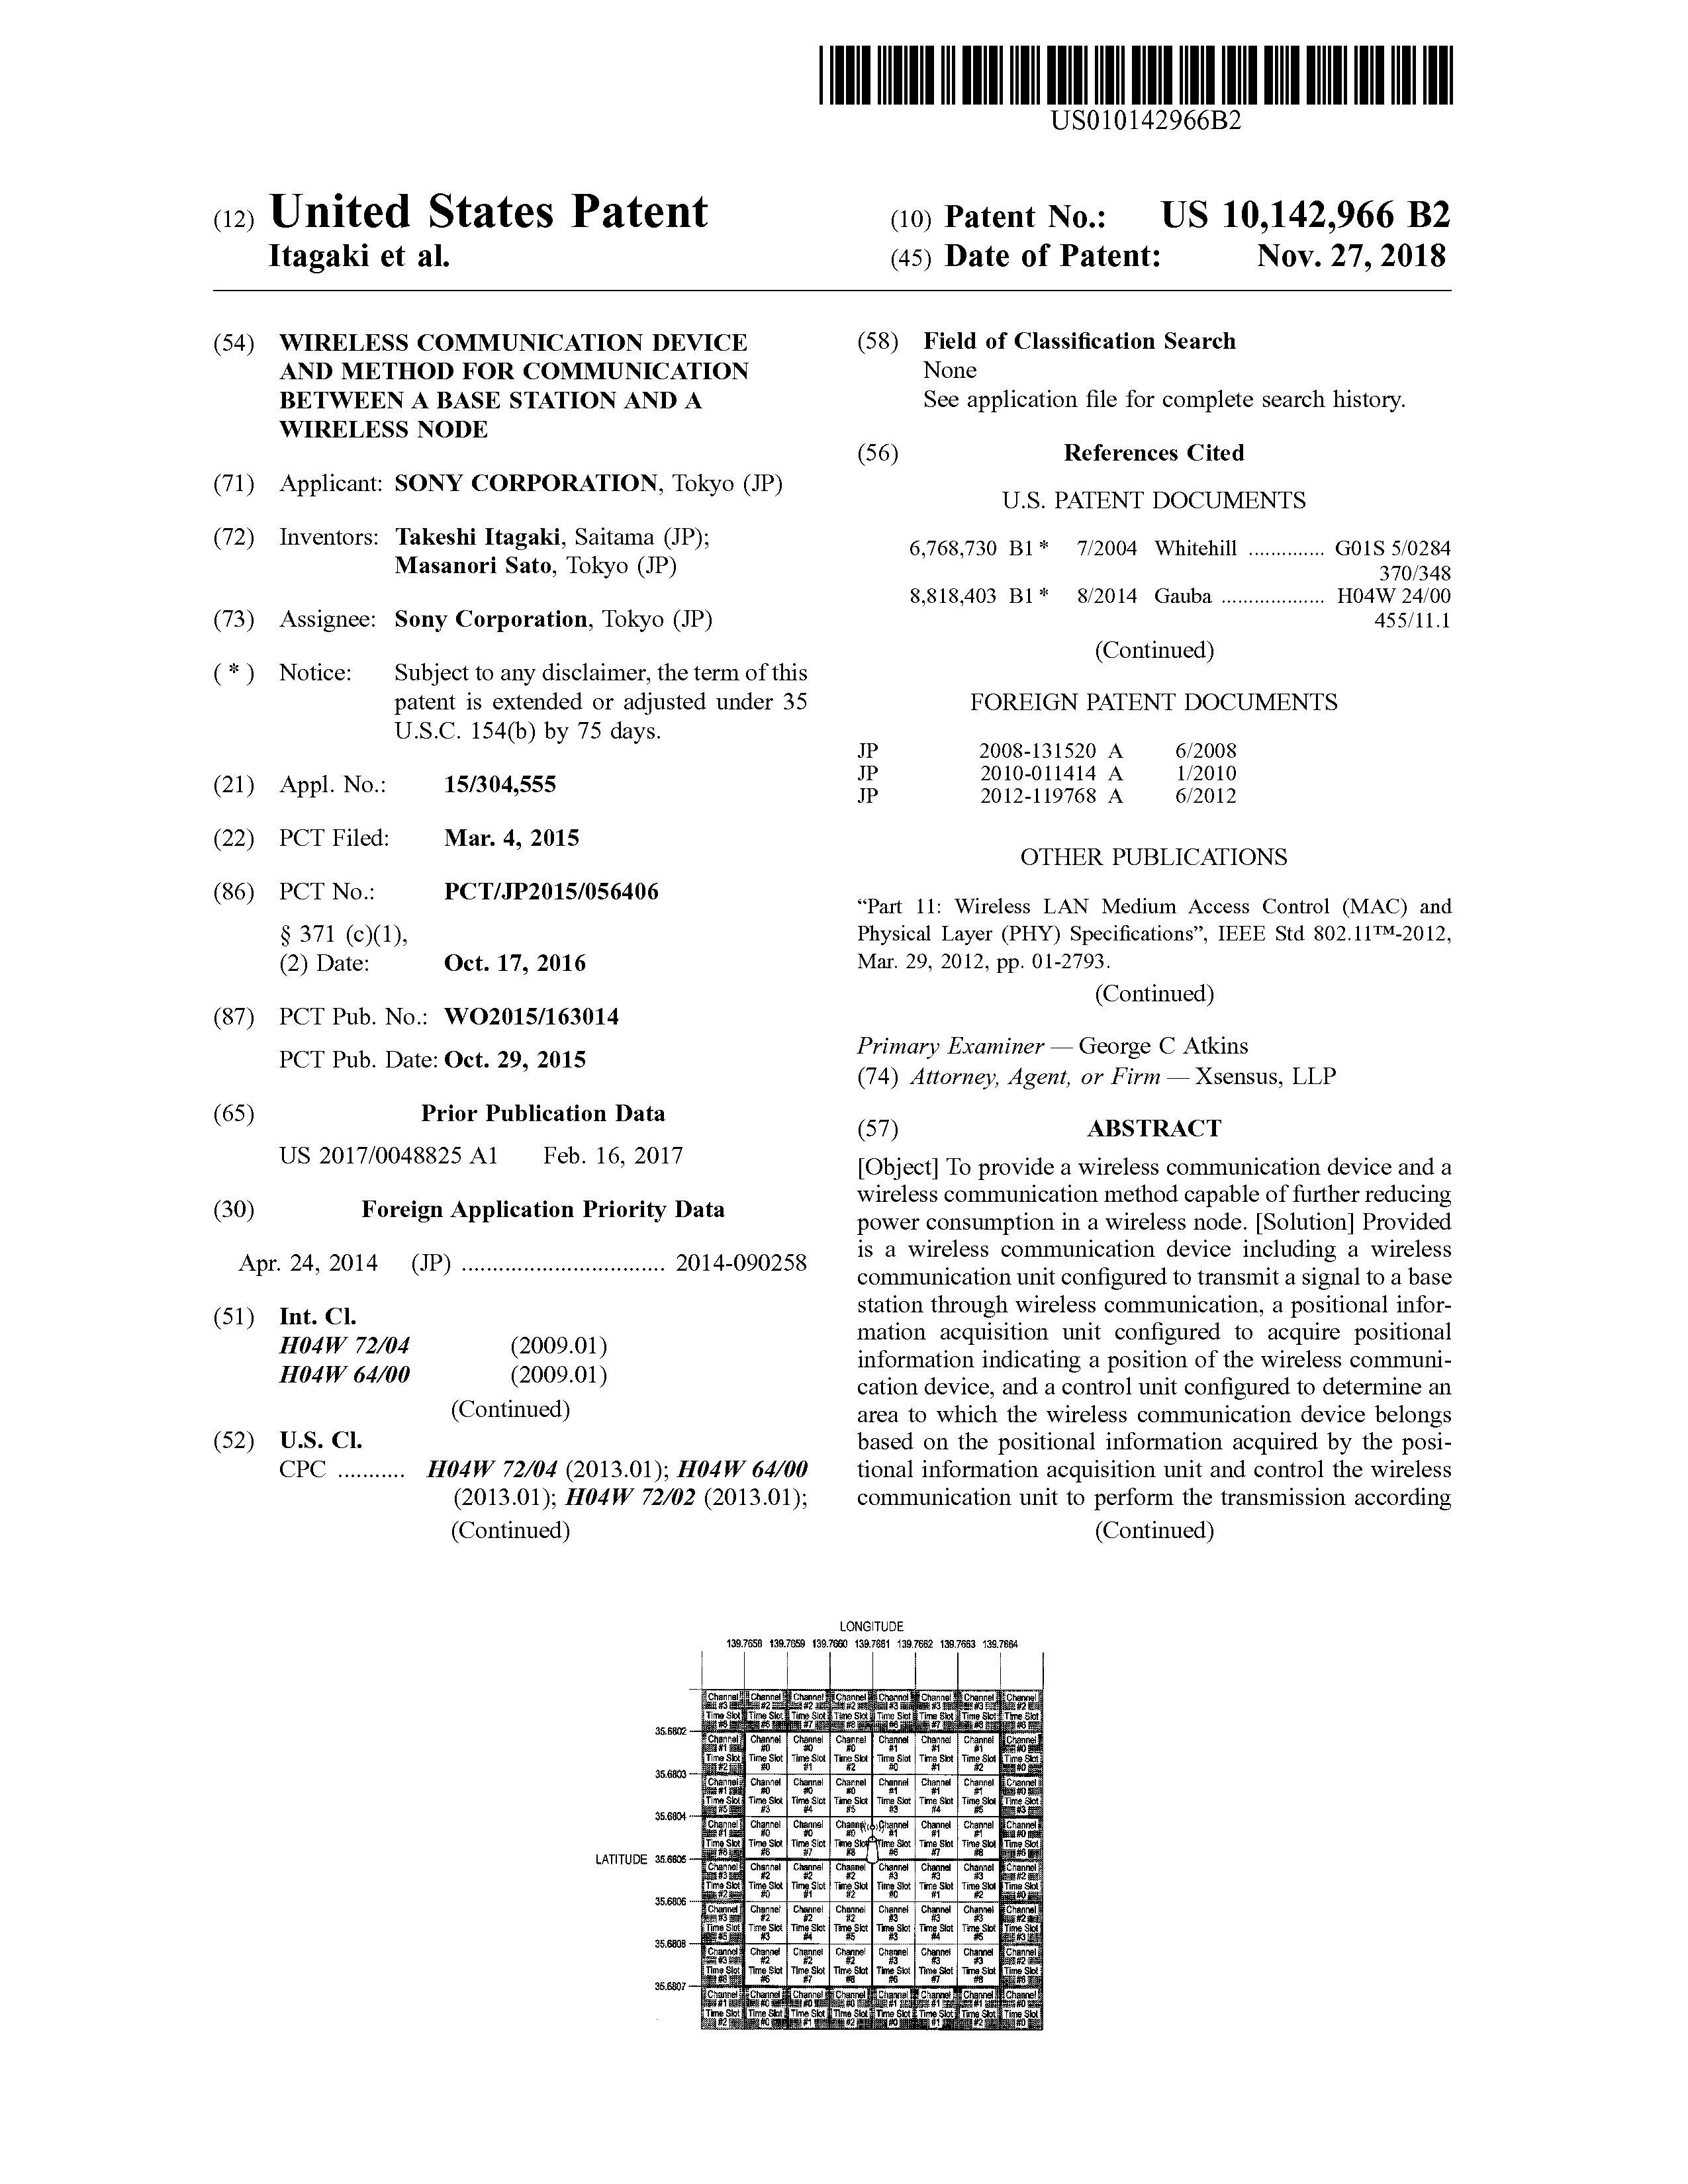 US010142966B2
(12) United States Patent
Itagaki et al.
(10) Patent No.: US 10,142,966 B2
(45) Date of Patent: Nov. 27, 2018
(54) WIRELESS COMMUNICATION DEVICE
AND METHOD FOR COMMUNICATION
BETWEEN A BASE STATION AND A
WIRELESS NODE
(71) Applicant: SONY CORPORATION, Tokyo (JP)
(72) Inventors: Takeshi Itagaki, Saitama (JP);
Masanori Sato, Tokyo (JP)
(73) Assignee: Sony Corporation, Tokyo (JP)
( * ) Notice: Subject to any disclaimer, the term of this
patent is extended or adjusted under 35
U.S.C. 154(b) by 75 days.
(21) Appl. No.: 15/304,555
(22) PCT Filed: Mar. 4, 2015
(86) PCT No.: PCT/JP2015/056406
§ 371 (c)(1),
(2) Date: Oct. 17, 2016
(87) PCT Pub. No.: WO2015/163014
PCT Pub. Date: Oct. 29, 2015
(65) Prior Publication Data
US 2017/0048825 A1 Feb. 16, 2017
(30) Foreign Application Priority Data
Apr. 24, 2014 (JP) ................................. 2014-090258
(51) Int. Cl.
H04W 72/04 (2009.01)
H04W 64/00 (2009.01)
(Continued)
(52) U.S. Cl.
CPC ........... H04W 72/04 (2013.01); H04W 64/00
(2013.01); H04W 72/02 (2013.01);
(Continued)
(58) Field of Classification Search
None
See application file for complete search history.
(56) References Cited
U.S. PATENT DOCUMENTS
6,768,730 B1 * 7/2004 Whitehill .............. G01S 5/0284
370/348
8,818,403 B1 * 8/2014 Gauba ................... H04W 24/00
455/11.1
(Continued)
FOREIGN PATENT DOCUMENTS
JP 2008-131520 A 6/2008
JP 2010-011414 A 1/2010
JP 2012-119768 A 6/2012
OTHER PUBLICATIONS
“Part 11: Wireless LAN Medium Access Control (MAC) and
Physical Layer (PHY) Specifications”, IEEE Std 802.11™-2012,
Mar. 29, 2012, pp. 01-2793.
(Continued)
Primary Examiner — George C Atkins
(74) Attorney, Agent, or Firm — Xsensus, LLP
(57) ABSTRACT
[Object] To provide a wireless communication device and a
wireless communication method capable of further reducing
power consumption in a wireless node. [Solution] Provided
is a wireless communication device including a wireless
communication unit configured to transmit a signal to a base
station through wireless communication, a positional infor-
mation acquisition unit configured to acquire positional
information indicating a position of the wireless communi-
cation device, and a control unit configured to determine an
area to which the wireless communication device belongs
based on the positional information acquired by the posi-
tional information acquisition unit and control the wireless
communication unit to perform the transmission according
(Continued)
LONGITUDE
139.7658 139.7659 139.7660 139.7661 139.7662 139.7663 139.7664
Channel Channel Channel Channel Channel Channel Channel Channel
#3 #2 #2 #2 #3 #3 #3 #2
Time Slot Time Slot Time Slot Time Slot Time Slot Time Slot Time Slot Time Slot
#8 #6 #7 #8 #6 #7 #8 #6
35.6802
Channel Channel Channel Channel Channel Channel Channel Channel
#1 #0 #0 #0 #1 #1 #1 #0
Time Slot Time Slot Time Slot Time Slot Time Slot Time Slot Time Slot Time Slot
#2 #0 #1 #2 #0 #1 #2 #0
35.6803
Channel Channel Channel Channel Channel Channel Channel Channel
#1 #0 #0 #0 #1 #1 #1 #0
Time Slot Time Slot Time Slot Time Slot Time Slot Time Slot Time Slot Time Slot
#5 #3 #4 #5 #3 #4 #5 #3
35.6804
Channel Channel Channel Channel Channel Channel Channel Channel
#1 #0 #0 #0 #1 #1 #1 #0
Time Slot Time Slot Time Slot Time Slot Time Slot Time Slot Time Slot Time Slot
#8 #6 #7 #8 #6 #7 #8 #6
LATITUDE 35.6805
Channel Channel Channel Channel Channel Channel Channel Channel
#3 #2 #2 #2 #3 #3 #3 #2
Time Slot Time Slot Time Slot Time Slot Time Slot Time Slot Time Slot Time Slot
#2 #0 #1 #2 #0 #1 #2 #0
35.6806
Channel Channel Channel Channel Channel Channel Channel Channel
#3 #2 #2 #2 #3 #3 #3 #2
Time Slot Time Slot Time Slot Time Slot Time Slot Time Slot Time Slot Time Slot
#5 #3 #4 #5 #3 #4 #5 #3
35.6808
Channel Channel Channel Channel Channel Channel Channel Channel
#3 #2 #2 #2 #3 #3 #3 #2
Time Slot Time Slot Time Slot Time Slot Time Slot Time Slot Time Slot Time Slot
#8 #6 #7 #8 #6 #7 #8 #6
35.6807
Channel Channel Channel Channel Channel Channel Channel Channel
#1 #0 #0 #0 #1 #1 #1 #0
Time Slot Time Slot Time Slot Time Slot Time Slot Time Slot Time Slot Time Slot
#2 #0 #1 #2 #0 #1 #2 #0